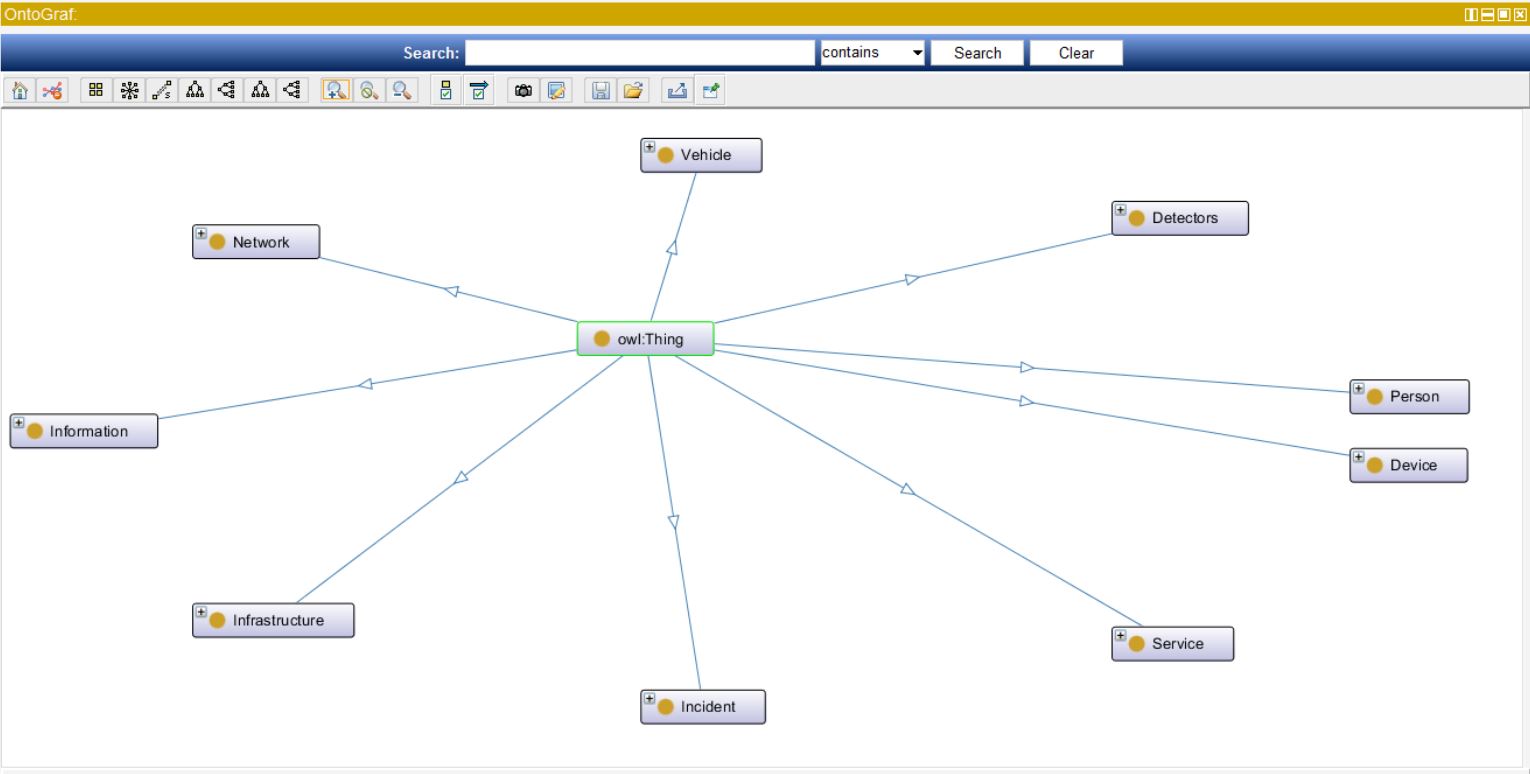 OntoGraf:
Search: contains Search Clear
Vehicle
Detectors
Network
owl:Thing
Person
Information
Device
Infrastructure
Service
Incident